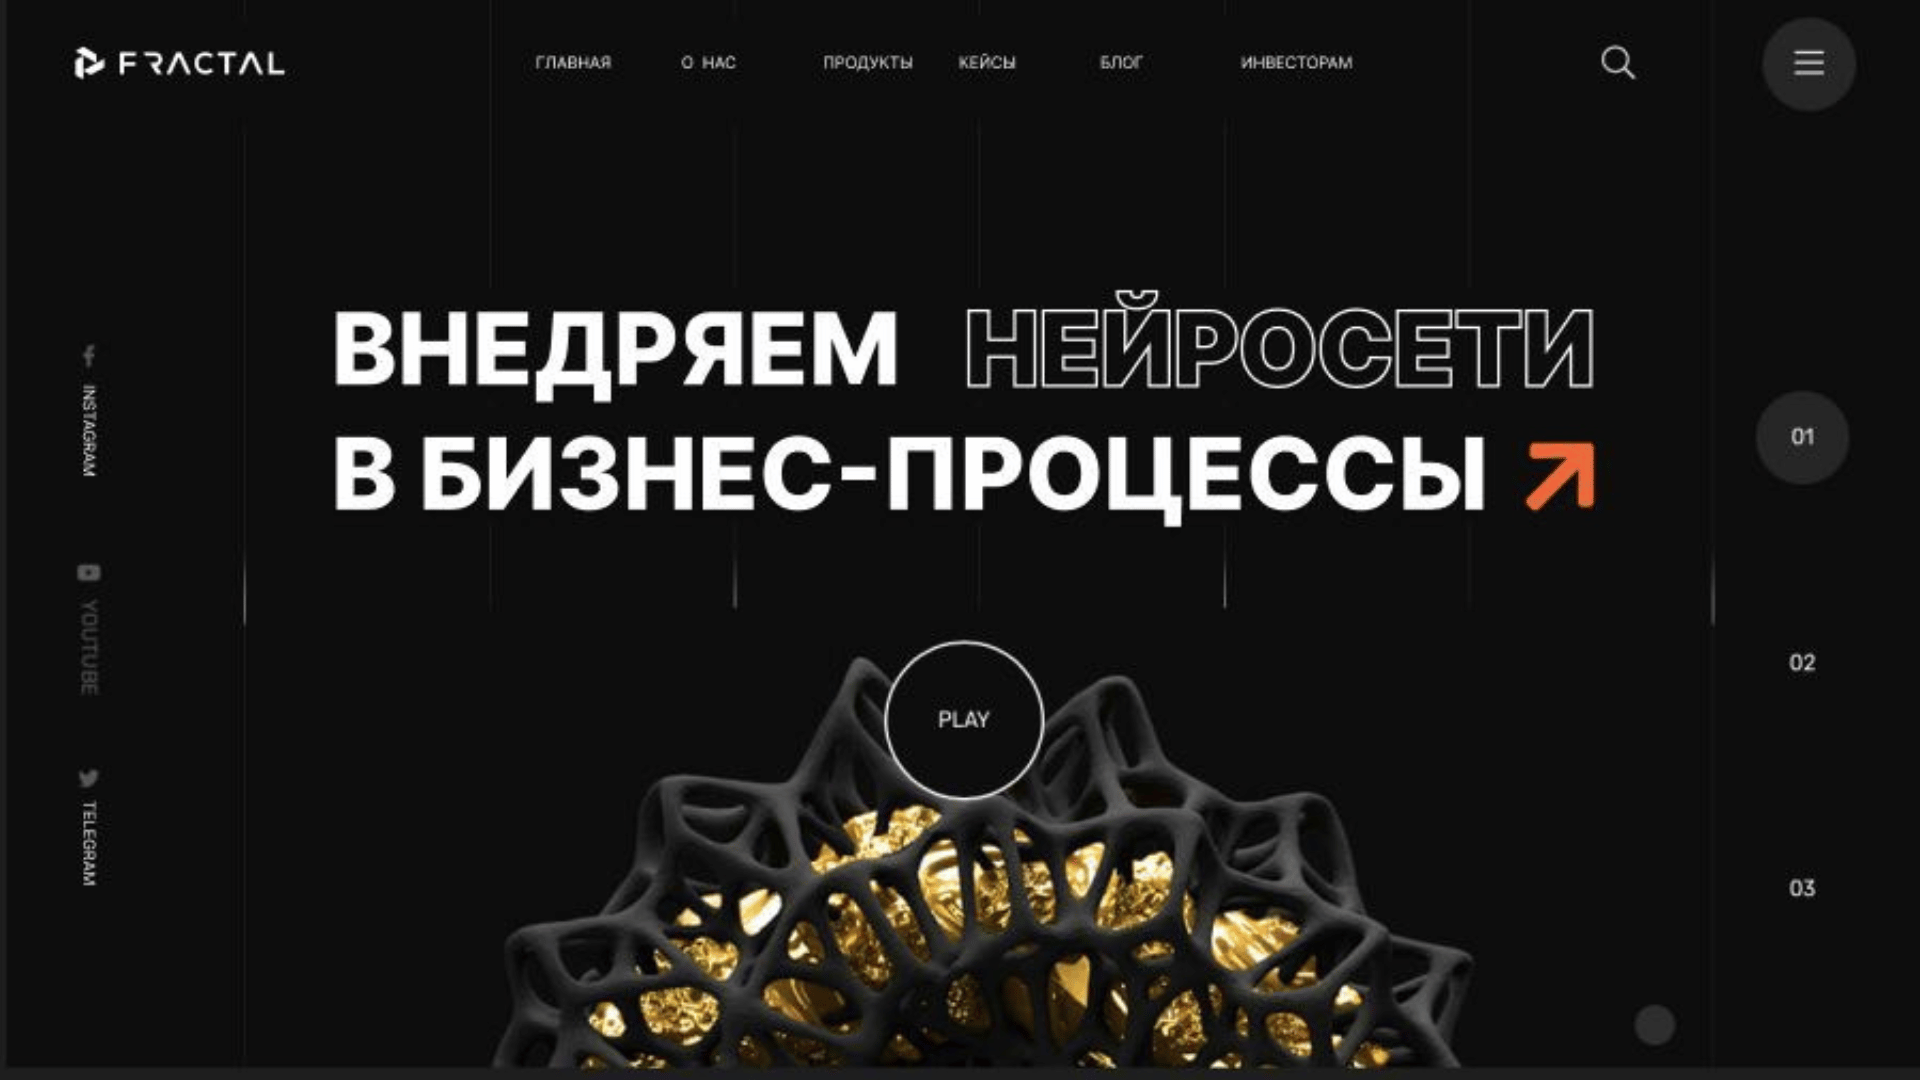 FRACTAL
ГЛАВНАЯ О НАС ПРОДУКТЫ КЕЙСЫ БЛОГ ИНВЕСТОРАМ
ВНЕДРЯЕМ НЕЙРОСЕТИ
В БИЗНЕС-ПРОЦЕССЫ
INSTAGRAM
YOUTUBE
TELEGRAM
PLAY
01
02
03